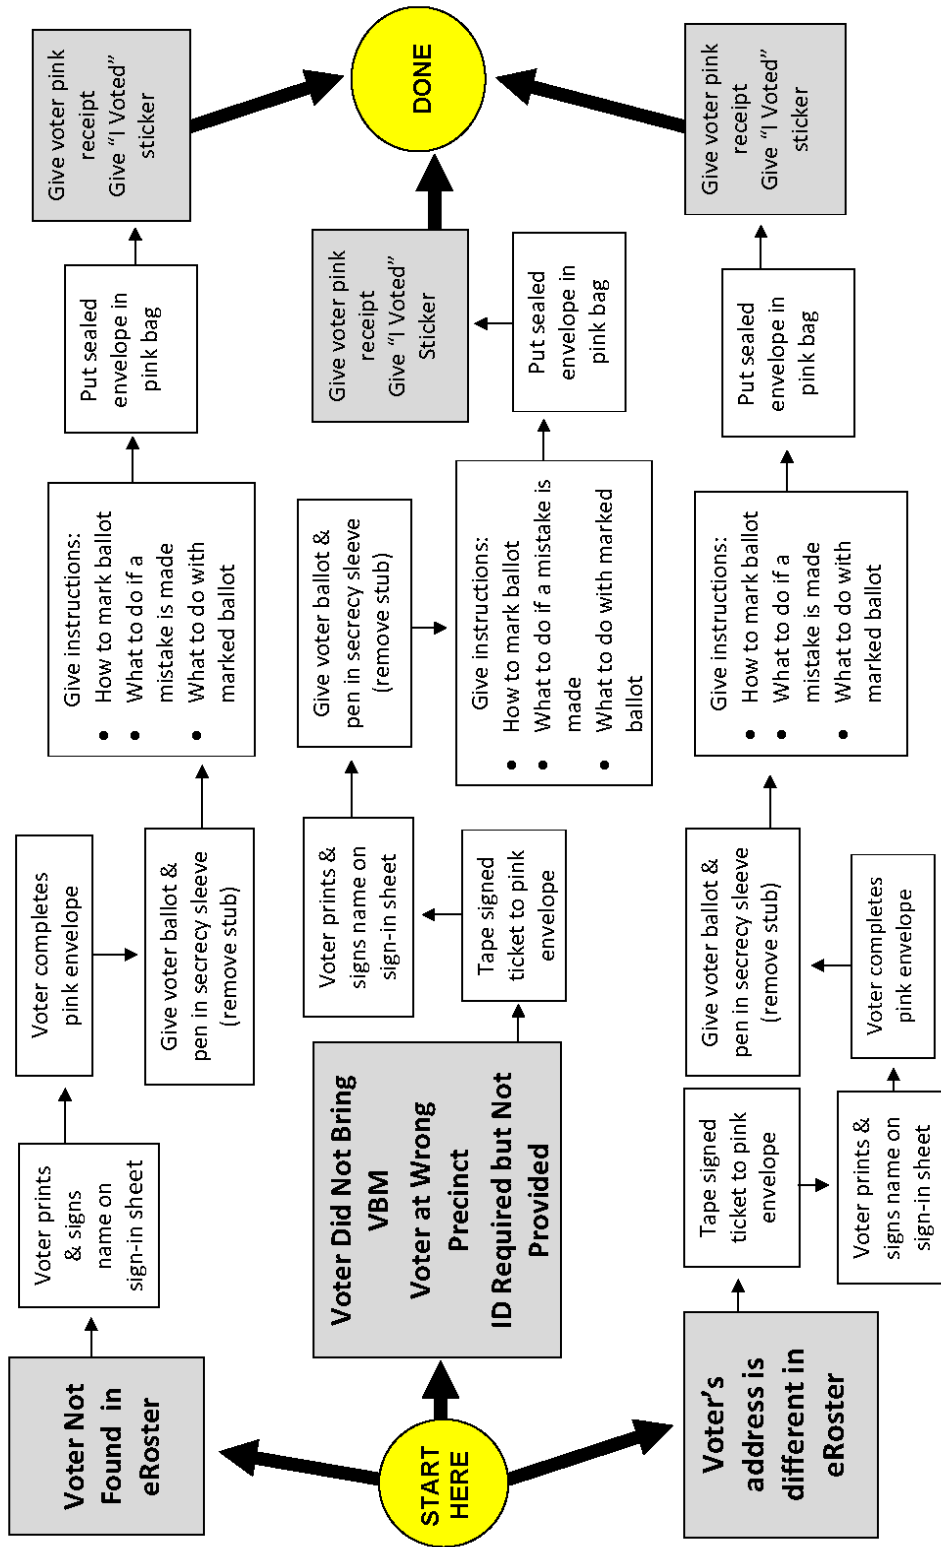 START
HERE
Voter Not
Found in
eRoster
Voter prints
& signs
name on
sign-in sheet
Voter completes
pink envelope
Give voter ballot &
pen in secrecy sleeve
(remove stub)
Give instructions:
• How to mark ballot
• What to do if a
mistake is made
• What to do with
marked ballot
Put sealed
envelope in
pink bag
Give voter pink
receipt
Give “I Voted”
sticker
Voter Did Not Bring
VBM
Voter at Wrong
Precinct
ID Required but Not
Provided
Tape signed
ticket to pink
envelope
Voter prints &
signs name on
sign-in sheet
Give voter ballot &
pen in secrecy sleeve
(remove stub)
Give instructions:
• How to mark ballot
• What to do if a mistake is
made
• What to do with marked
ballot
Put sealed
envelope in
pink bag
Give voter pink
receipt
Give “I Voted”
Sticker
Voter’s
address is
different in
eRoster
Tape signed
ticket to pink
envelope
Voter prints &
signs name on
sign-in sheet
Voter completes
pink envelope
Give voter ballot &
pen in secrecy sleeve
(remove stub)
Give instructions:
• How to mark ballot
• What to do if a
mistake is made
• What to do with
marked ballot
Put sealed
envelope in
pink bag
Give voter pink
receipt
Give “I Voted”
sticker
DONE